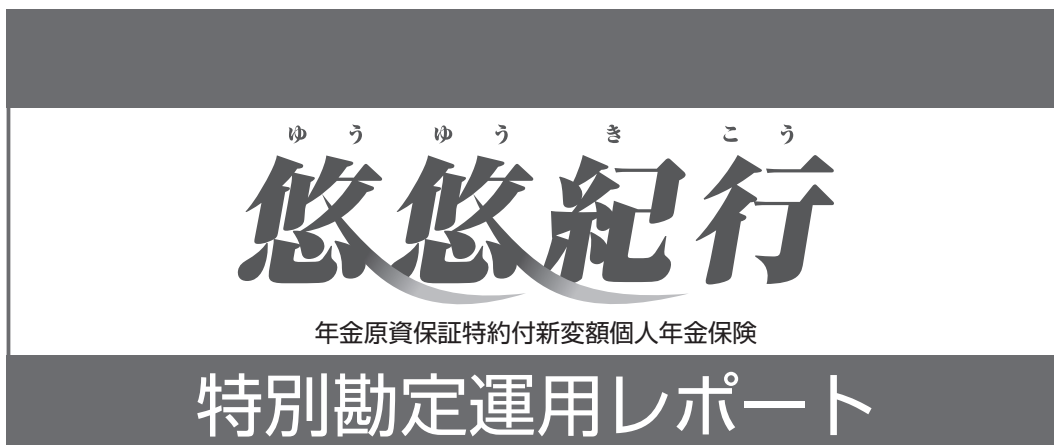 ゆう ゆう き こう
悠悠紀行
年金原資保証特約付新変額個人年金保険
特別勘定運用レポート